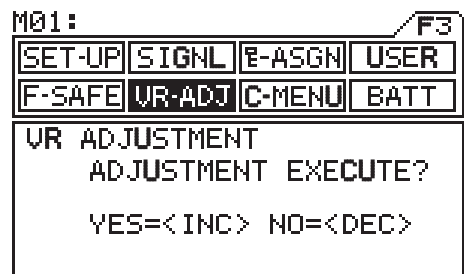 M01: F3
SET-UP SIGNL E-ASGN USER
F-SAFE VR-ADJ C-MENU BATT
VR ADJUSTMENT
ADJUSTMENT EXECUTE?
YES=<INC> NO=<DEC>